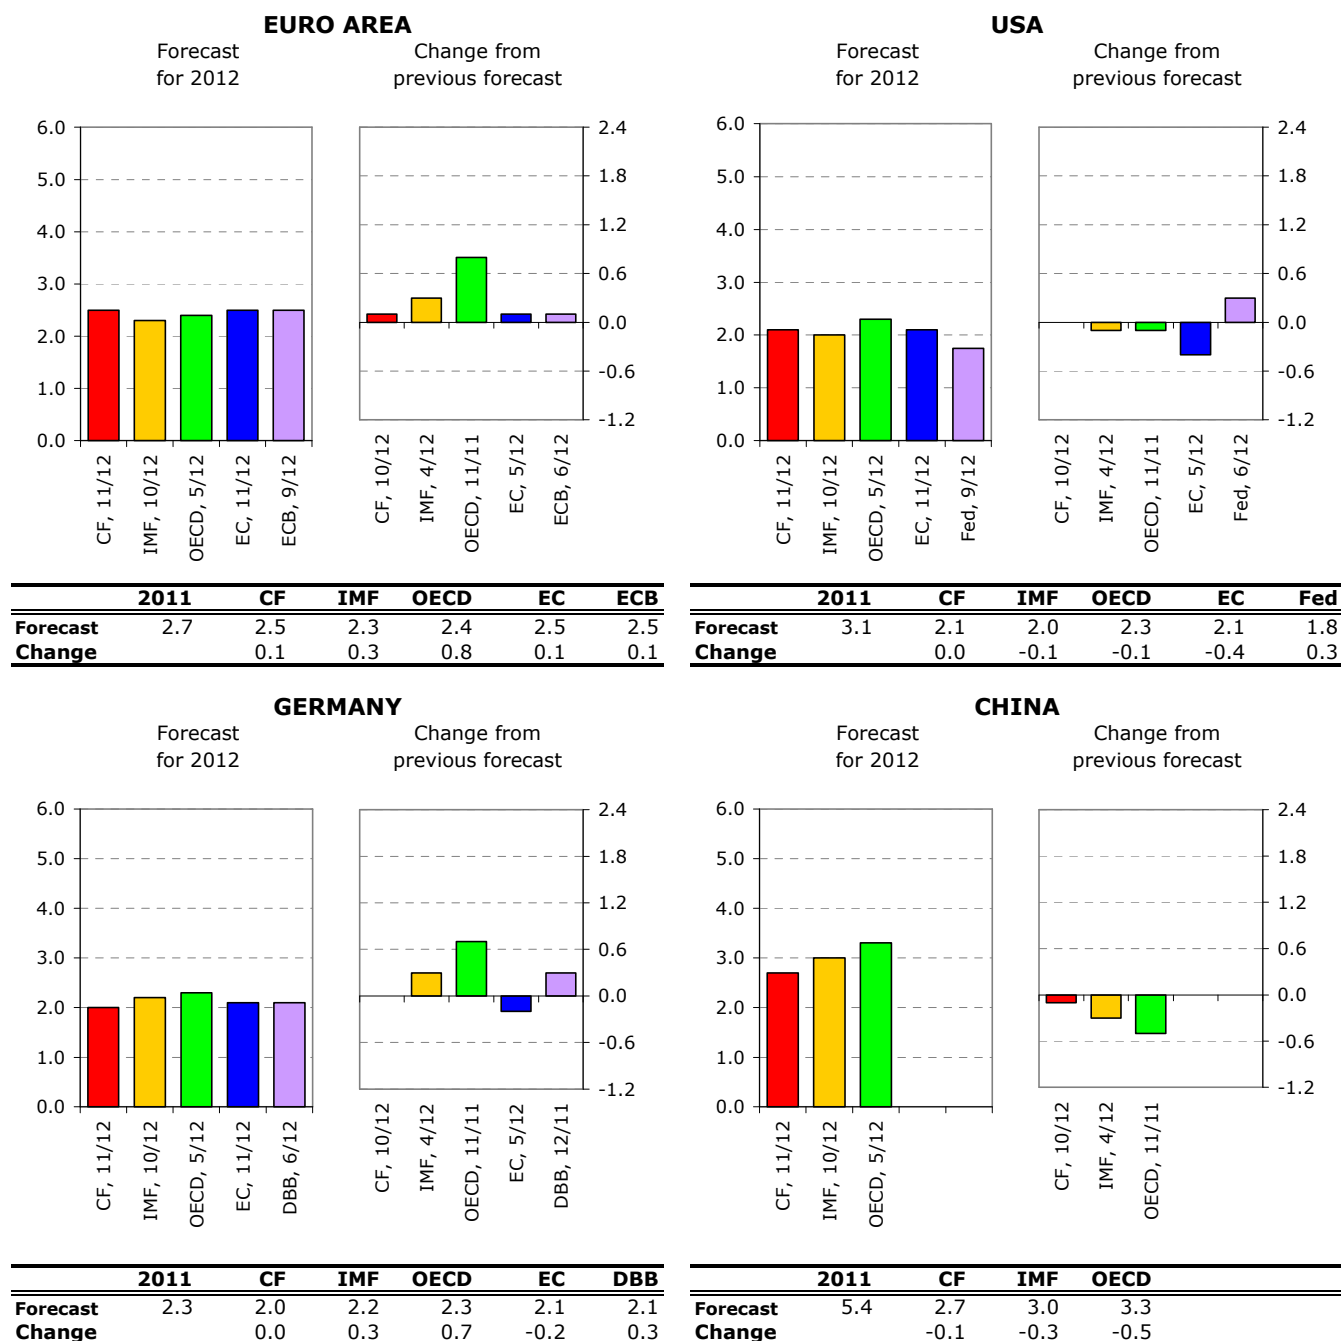 EURO AREA
Forecast for 2012
Change from previous forecast
6.0
5.0
4.0
3.0
2.0
1.0
0.0
2.4
1.8
1.2
0.6
0.0
-0.6
-1.2
CF, 11/12
IMF, 10/12
OECD, 5/12
EC, 11/12
ECB, 9/12
CF, 10/12
IMF, 4/12
OECD, 11/11
EC, 5/12
ECB, 6/12
2011 CF IMF OECD EC ECB
Forecast 2.7 2.5 2.3 2.4 2.5 2.5
Change 0.1 0.3 0.8 0.1 0.1
USA
Forecast for 2012
Change from previous forecast
6.0
5.0
4.0
3.0
2.0
1.0
0.0
2.4
1.8
1.2
0.6
0.0
-0.6
-1.2
CF, 11/12
IMF, 10/12
OECD, 5/12
EC, 11/12
Fed, 9/12
CF, 10/12
IMF, 4/12
OECD, 11/11
EC, 5/12
Fed, 6/12
2011 CF IMF OECD EC Fed
Forecast 3.1 2.1 2.0 2.3 2.1 1.8
Change 0.0 -0.1 -0.1 -0.4 0.3
GERMANY
Forecast for 2012
Change from previous forecast
6.0
5.0
4.0
3.0
2.0
1.0
0.0
2.4
1.8
1.2
0.6
0.0
-0.6
-1.2
CF, 11/12
IMF, 10/12
OECD, 5/12
EC, 11/12
DBB, 6/12
CF, 10/12
IMF, 4/12
OECD, 11/11
EC, 5/12
DBB, 12/11
2011 CF IMF OECD EC DBB
Forecast 2.3 2.0 2.2 2.3 2.1 2.1
Change 0.0 0.3 0.7 -0.2 0.3
CHINA
Forecast for 2012
Change from previous forecast
6.0
5.0
4.0
3.0
2.0
1.0
0.0
2.4
1.8
1.2
0.6
0.0
-0.6
-1.2
CF, 11/12
IMF, 10/12
OECD, 5/12
CF, 10/12
IMF, 4/12
OECD, 11/11
2011 CF IMF OECD
Forecast 5.4 2.7 3.0 3.3
Change -0.1 -0.3 -0.5